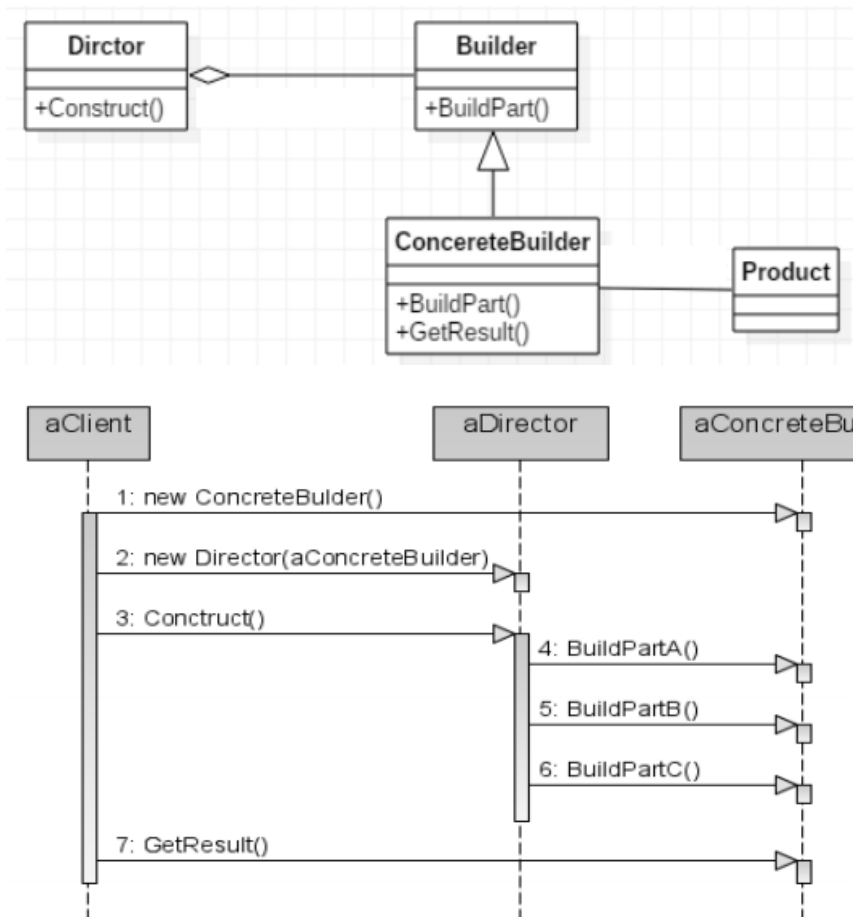 Dirctor
+Construct()
Builder
+BuildPart()
ConcereteBuilder
+BuildPart()
+GetResult()
Product
aClient
aDirector
aConcreteBu
1: new ConcreteBulder()
2: new Director(aConcreteBuilder)
3: Conctruct()
4: BuildPartA()
5: BuildPartB()
6: BuildPartC()
7: GetResult()